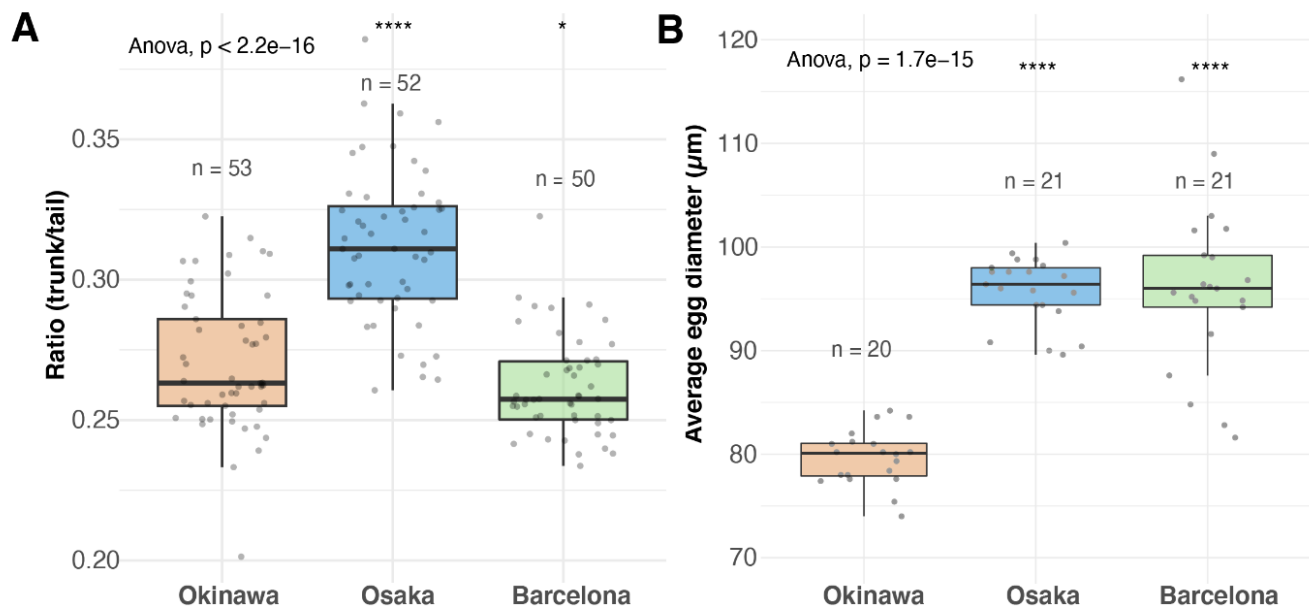 A
Anova, p < 2.2e−16
****
*
n = 53
n = 52
n = 50
Ratio (trunk/tail)
0.35
0.30
0.25
0.20
Okinawa
Osaka
Barcelona
B
Anova, p = 1.7e−15
****
****
n = 20
n = 21
n = 21
Average egg diameter (µm)
120
110
100
90
80
70
Okinawa
Osaka
Barcelona